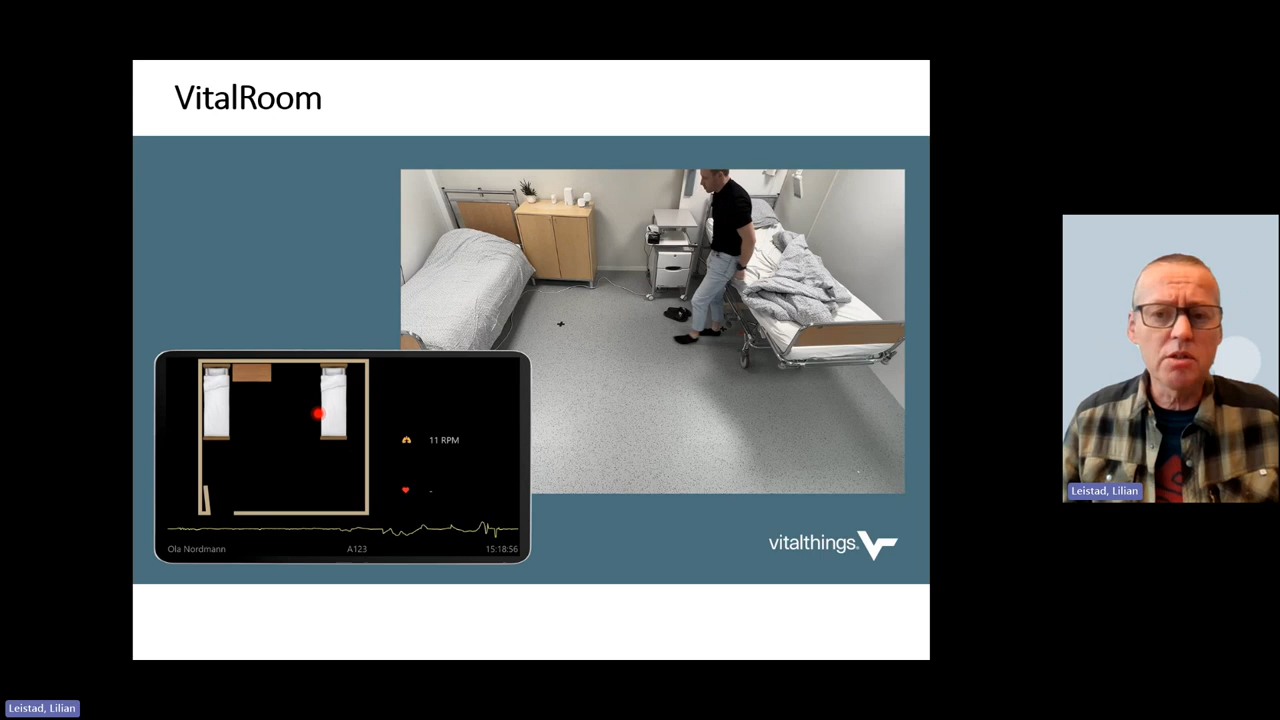 VitalRoom
11 RPM
-
Ola Nordmann
A123
15:18:56
vitalthings
Leistad, Lilian
Leistad, Lilian